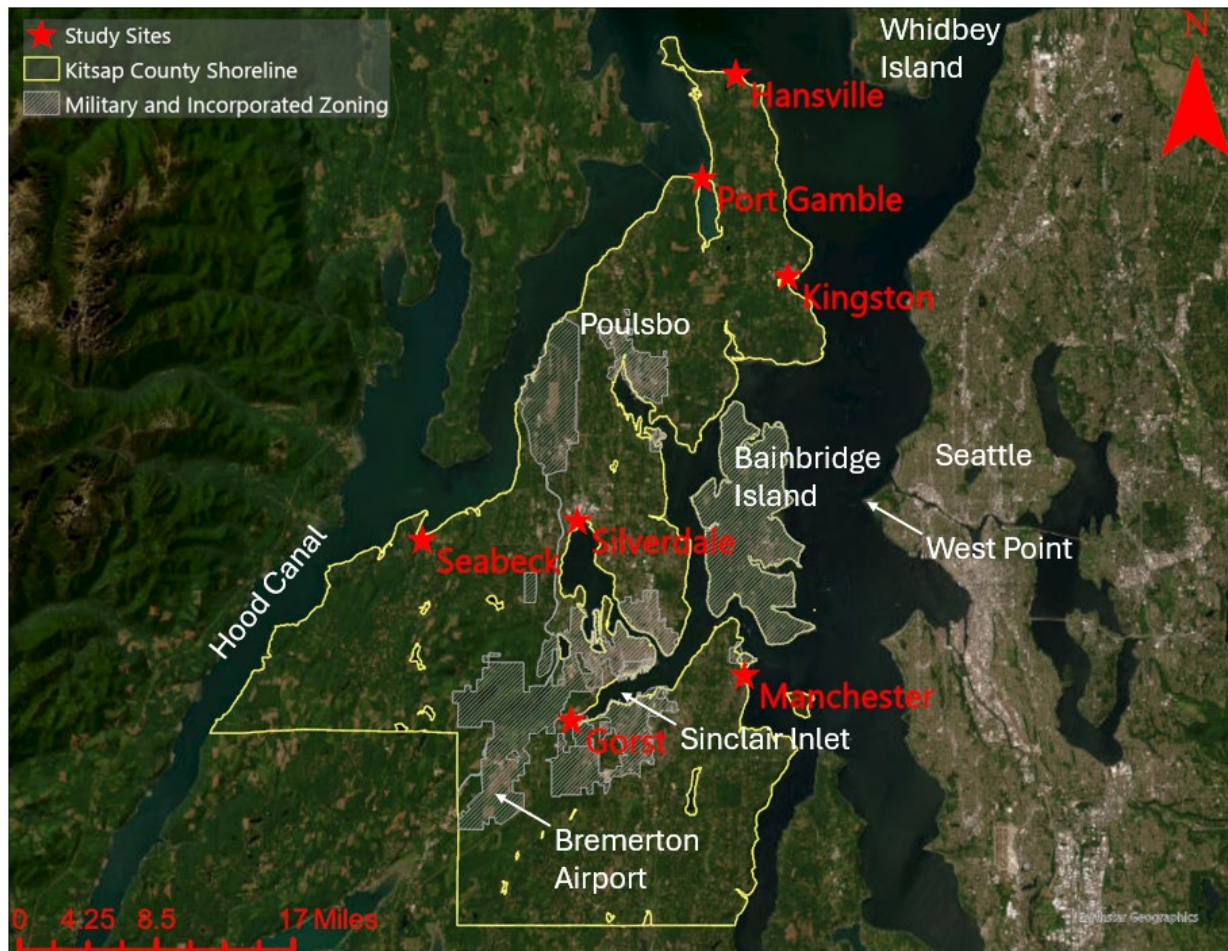 Study Sites
Kitsap County Shoreline
Military and Incorporated Zoning
Whidbey
Island
N
Hansville
Port Gamble
Kingston
Poulsbo
Bainbridge
Island
Seattle
West Point
Silverdale
Seabeck
Hood Canal
Manchester
Gorst
Sinclair Inlet
Bremerton
Airport
0 4.25 8.5 17 Miles
Geographics